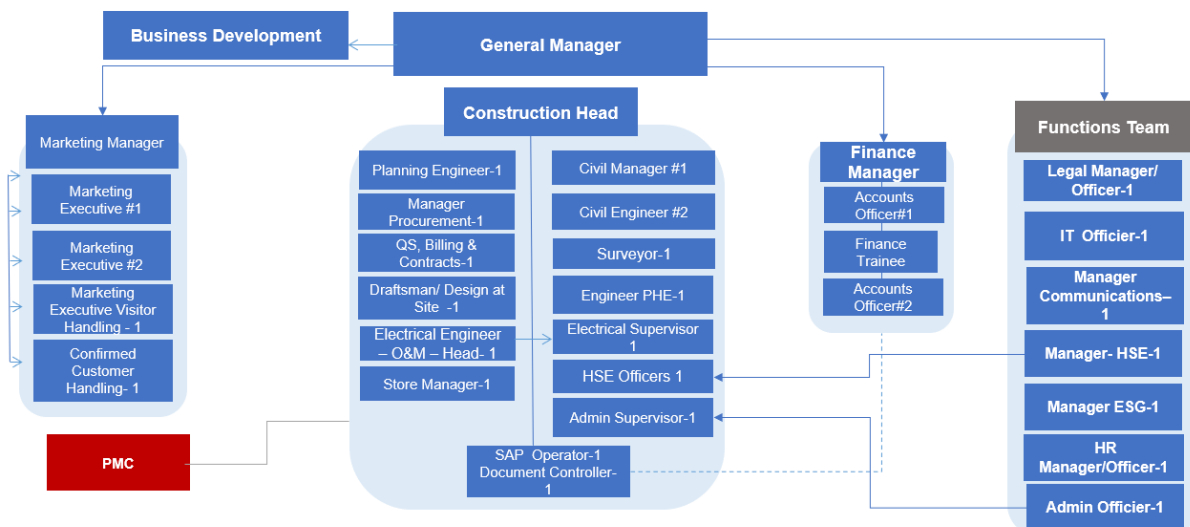 Business Development
General Manager
Marketing Manager
Marketing
Executive #1
Marketing
Executive #2
Marketing
Executive Visitor
Handling - 1
Confirmed
Customer
Handling- 1
PMC
Construction Head
Planning Engineer-1
Manager
Procurement-1
QS, Billing &
Contracts-1
Draftsman/ Design at
Site  -1
Electrical Engineer
– O&M – Head- 1
Store Manager-1
Civil Manager #1
Civil Engineer #2
Surveyor-1
Engineer PHE-1
Electrical Supervisor
1
HSE Officers 1
Admin Supervisor-1
SAP  Operator-1
Document Controller-
1
Finance
Manager
Accounts
Officer#1
Finance
Trainee
Accounts
Officer#2
Functions Team
Legal Manager/
Officer-1
IT  Officier-1
Manager
Communications–
1
Manager- HSE-1
Manager ESG-1
HR
Manager/Officer-1
Admin Officier-1